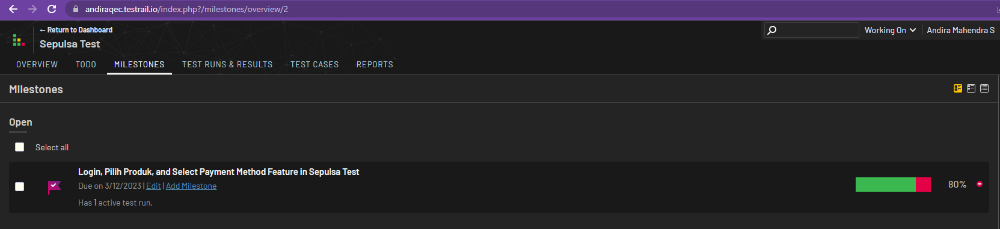 andiraqec.testrail.io/index.php?/milestones/overview/2
← Return to Dashboard
Sepulsa Test
Working On
Andira Mahendra S
OVERVIEW TODO MILESTONES TEST RUNS & RESULTS TEST CASES REPORTS
Milestones
Open
Select all
Login, Pilih Produk, and Select Payment Method Feature in Sepulsa Test
Due on 3/12/2023 | Edit | Add Milestone
80%
Has 1 active test run.